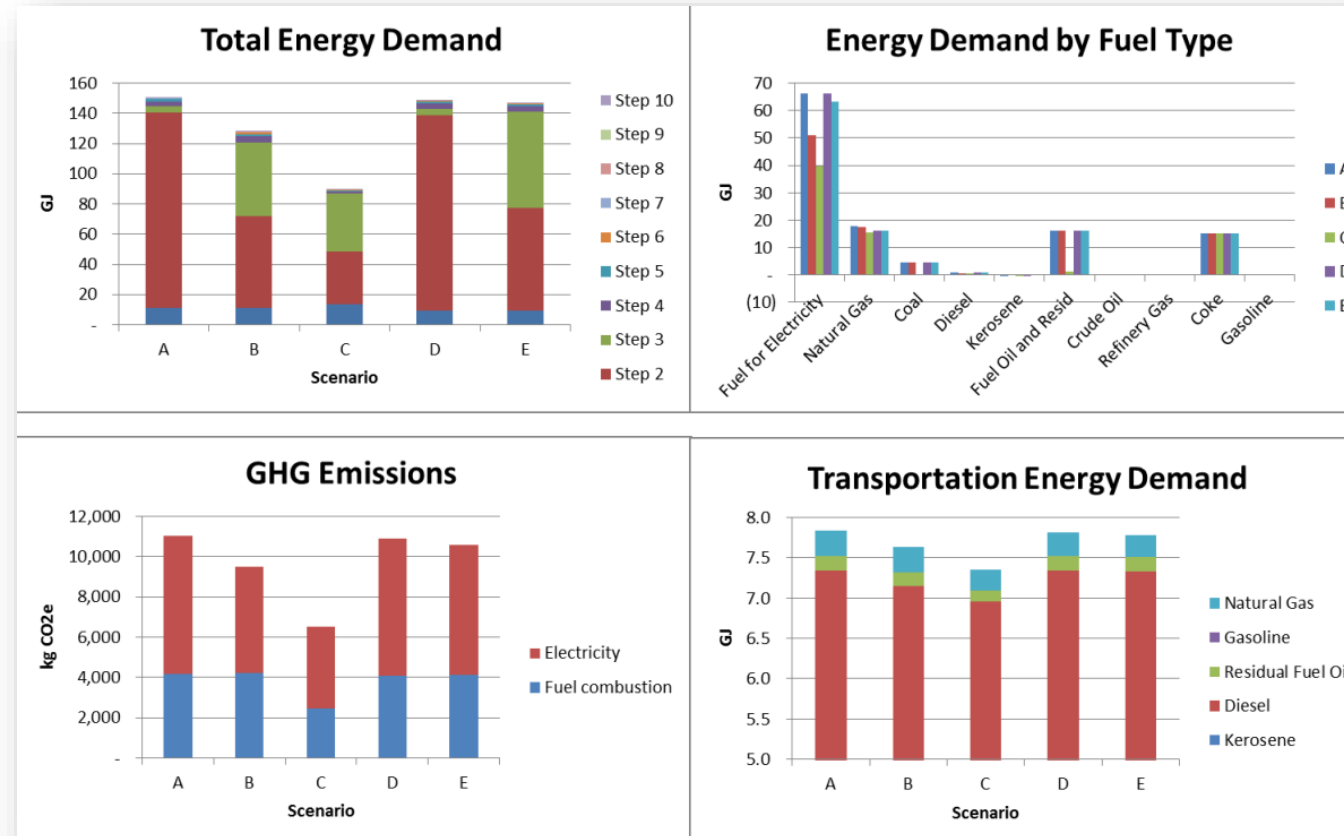 Total Energy Demand
160
140
120
100
80
60
40
20
-
GJ
A B C D E
Scenario
Step 10
Step 9
Step 8
Step 7
Step 6
Step 5
Step 4
Step 3
Step 2
Energy Demand by Fuel Type
70
60
50
40
30
20
10
-
(10)
GJ
Fuel for Electricity
Natural Gas
Coal
Diesel
Kerosene
Fuel Oil and Resid
Crude Oil
Refinery Gas
Coke
Gasoline
GHG Emissions
12,000
10,000
8,000
6,000
4,000
2,000
-
kg CO2e
A B C D E
Scenario
Electricity
Fuel combustion
Transportation Energy Demand
8.0
7.5
7.0
6.5
6.0
5.5
5.0
GJ
A B C D E
Scenario
Natural Gas
Gasoline
Residual Fuel Oi
Diesel
Kerosene